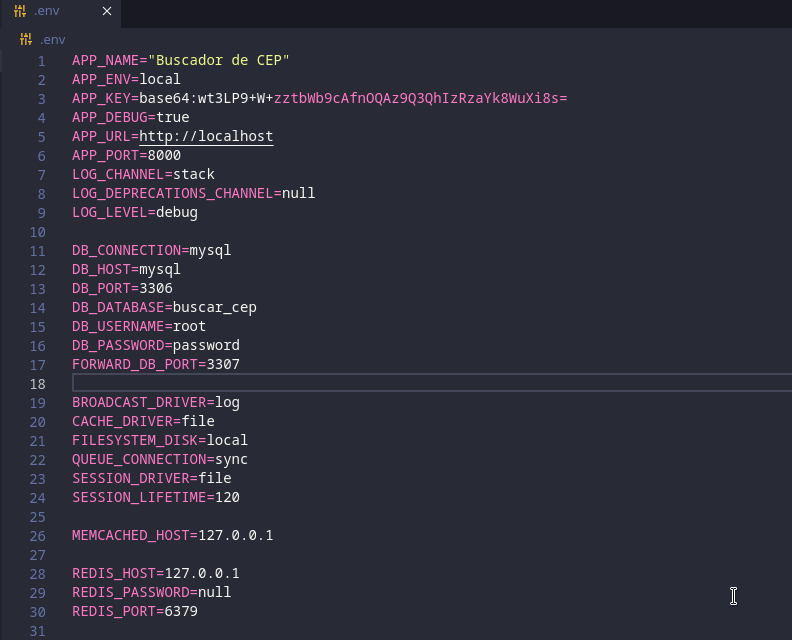 .env
.env
1 APP_NAME="Buscador de CEP"
2 APP_ENV=local
3 APP_KEY=base64:wt3LP9+W+zztbWb9cAfnOQAz9Q3QhIzRzaYk8WuXi8s=
4 APP_DEBUG=true
5 APP_URL=http://localhost
6 APP_PORT=8000
7 LOG_CHANNEL=stack
8 LOG_DEPRECATIONS_CHANNEL=null
9 LOG_LEVEL=debug
10
11 DB_CONNECTION=mysql
12 DB_HOST=mysql
13 DB_PORT=3306
14 DB_DATABASE=buscar_cep
15 DB_USERNAME=root
16 DB_PASSWORD=password
17 FORWARD_DB_PORT=3307
18
19 BROADCAST_DRIVER=log
20 CACHE_DRIVER=file
21 FILESYSTEM_DISK=local
22 QUEUE_CONNECTION=sync
23 SESSION_DRIVER=file
24 SESSION_LIFETIME=120
25
26 MEMCACHED_HOST=127.0.0.1
27
28 REDIS_HOST=127.0.0.1
29 REDIS_PASSWORD=null
30 REDIS_PORT=6379
31